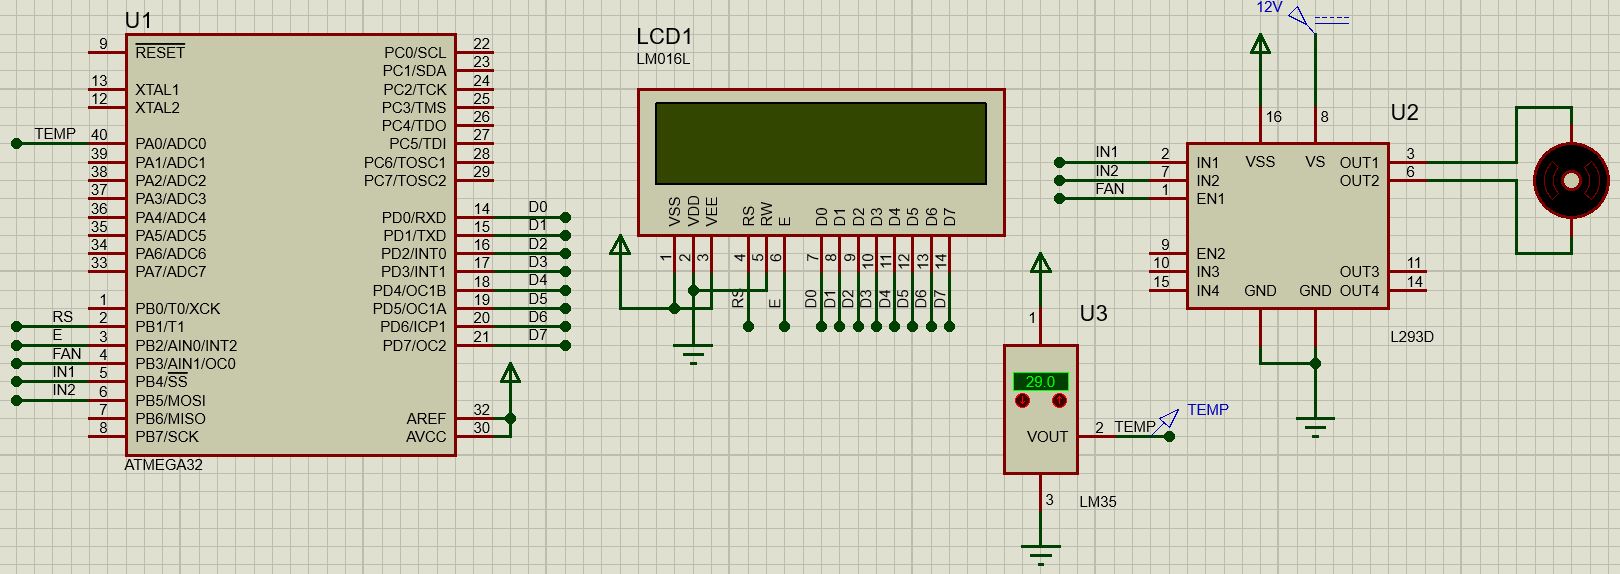 U1
9 RESET
13 XTAL1
12 XTAL2
TEMP 40 PA0/ADC0
39 PA1/ADC1
38 PA2/ADC2
37 PA3/ADC3
36 PA4/ADC4
35 PA5/ADC5
34 PA6/ADC6
33 PA7/ADC7
1 PB0/T0/XCK
RS 2 PB1/T1
E 3 PB2/AIN0/INT2
FAN 4 PB3/AIN1/OC0
IN1 5 PB4/SS
IN2 6 PB5/MOSI
7 PB6/MISO
8 PB7/SCK
PC0/SCL 22
PC1/SDA 23
PC2/TCK 24
PC3/TMS 25
PC4/TDO 26
PC5/TDI 27
PC6/TOSC1 28
PC7/TOSC2 29
PD0/RXD 14 D0
PD1/TXD 15 D1
PD2/INT0 16 D2
PD3/INT1 17 D3
PD4/OC1B 18 D4
PD5/OC1A 19 D5
PD6/ICP1 20 D6
PD7/OC2 21 D7
AREF 32
AVCC 30
ATMEGA32
LCD1
LM016L
VSS VDD VEE RS RW E D0 D1 D2 D3 D4 D5 D6 D7
1 2 3 4 5 6 7 8 9 10 11 12 13 14
RS E D0 D1 D2 D3 D4 D5 D6 D7
U3
1
29.0
VOUT 2 TEMP
TEMP
3
LM35
12V
16 8
U2
VSS VS
IN1 2 IN1
IN2 7 IN2
FAN 1 EN1
9 EN2
10 IN3
15 IN4
OUT1 3
OUT2 6
OUT3 11
OUT4 14
GND GND
L293D